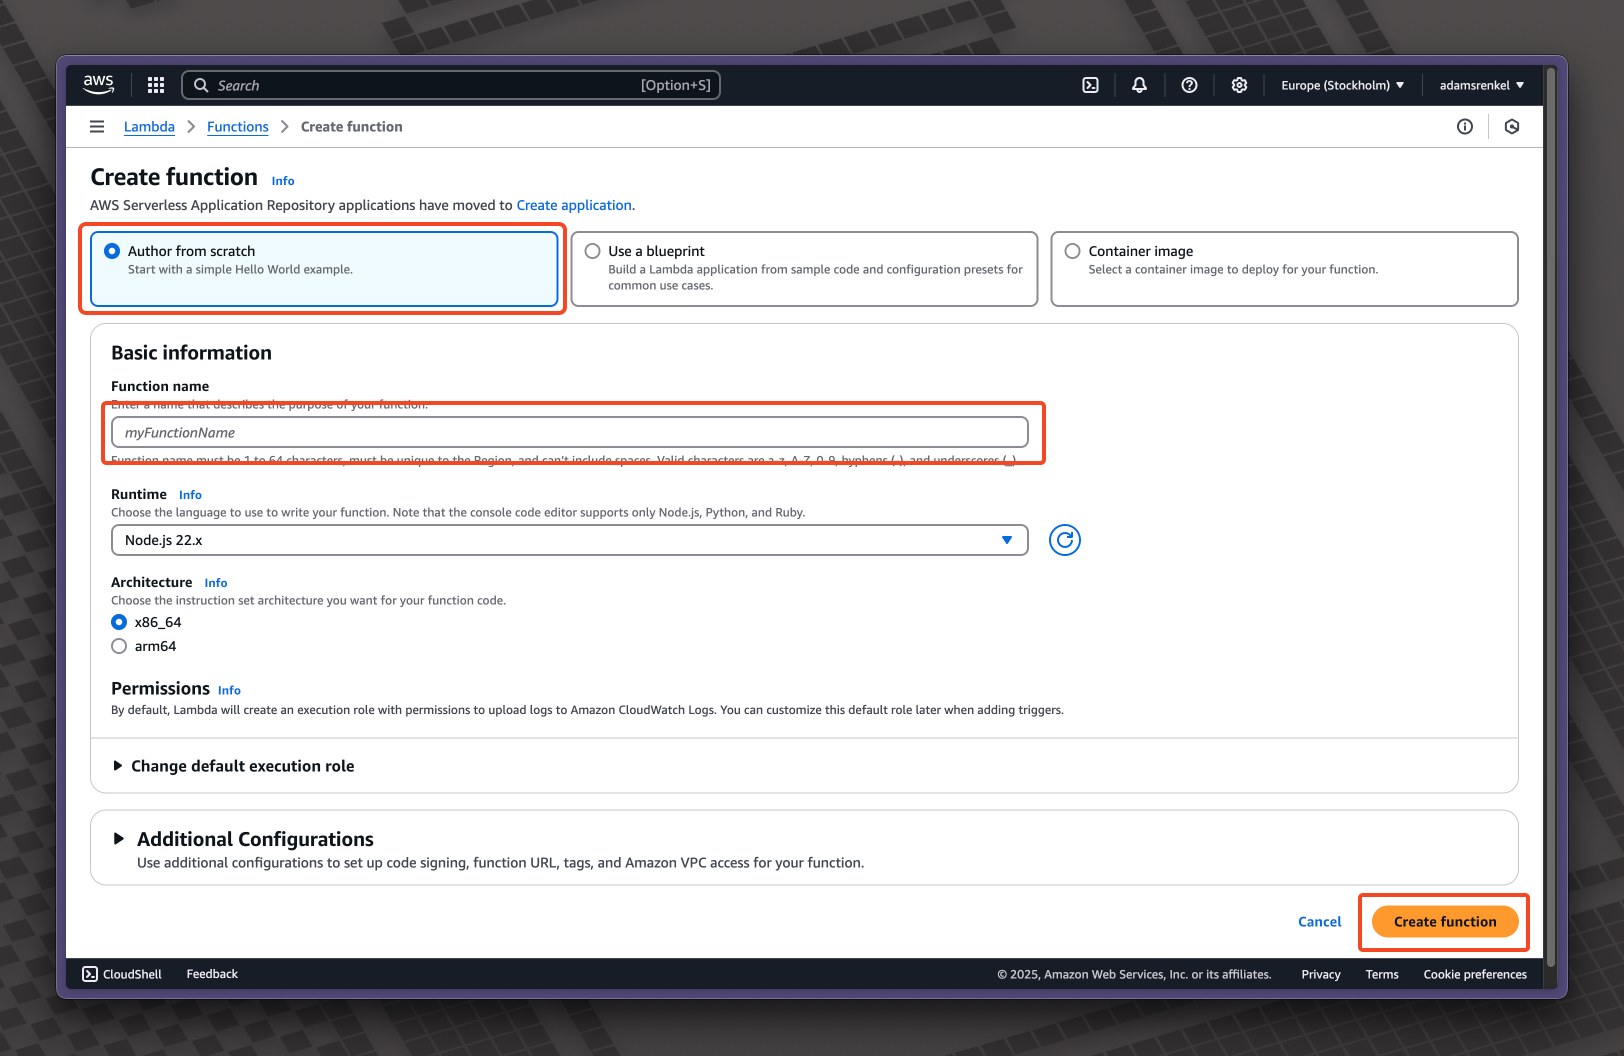 aws
Search [Option+S] Europe (Stockholm) adamsrenkel
Lambda Functions Create function
Create function Info
AWS Serverless Application Repository applications have moved to Create application.
Author from scratch
Start with a simple Hello World example.
Use a blueprint
Build a Lambda application from sample code and configuration presets for
common use cases.
Container image
Select a container image to deploy for your function.
Basic information
Function name
Enter a name that describes the purpose of your function.
myFunctionName
Function name must be 1 to 64 characters, must be unique to the Region, and can't include spaces. Valid characters are a-z, A-Z, 0-9, hyphens (-), and underscores (_).
Runtime Info
Choose the language to use to write your function. Note that the console code editor supports only Node.js, Python, and Ruby.
Node.js 22.x
Architecture Info
Choose the instruction set architecture you want for your function code.
x86_64
arm64
Permissions Info
By default, Lambda will create an execution role with permissions to upload logs to Amazon CloudWatch Logs. You can customize this default role later when adding triggers.
Change default execution role
Additional Configurations
Use additional configurations to set up code signing, function URL, tags, and Amazon VPC access for your function.
Cancel Create function
CloudShell Feedback © 2025, Amazon Web Services, Inc. or its affiliates. Privacy Terms Cookie preferences